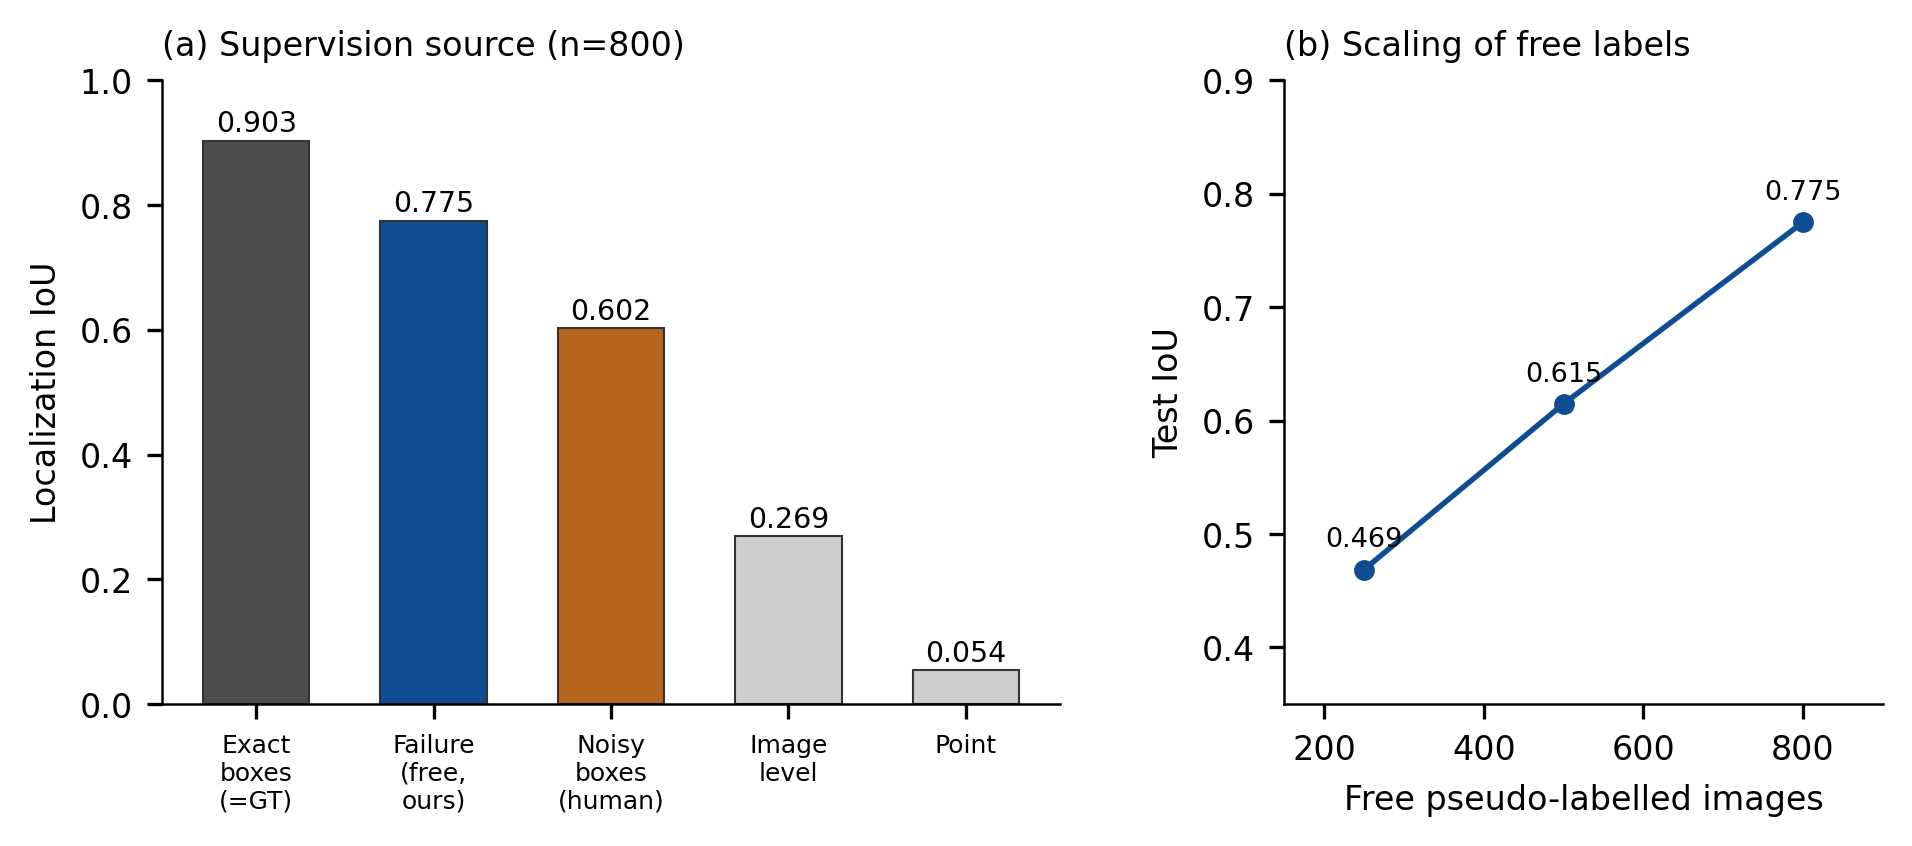 (a) Supervision source (n=800)
Localization IoU
1.0
0.8
0.6
0.4
0.2
0.0
0.903
0.775
0.602
0.269
0.054
Exact
boxes
(=GT)
Failure
(free,
ours)
Noisy
boxes
(human)
Image
level
Point
(b) Scaling of free labels
Test IoU
0.9
0.8
0.7
0.6
0.5
0.4
0.469
0.615
0.775
200
400
600
800
Free pseudo-labelled images